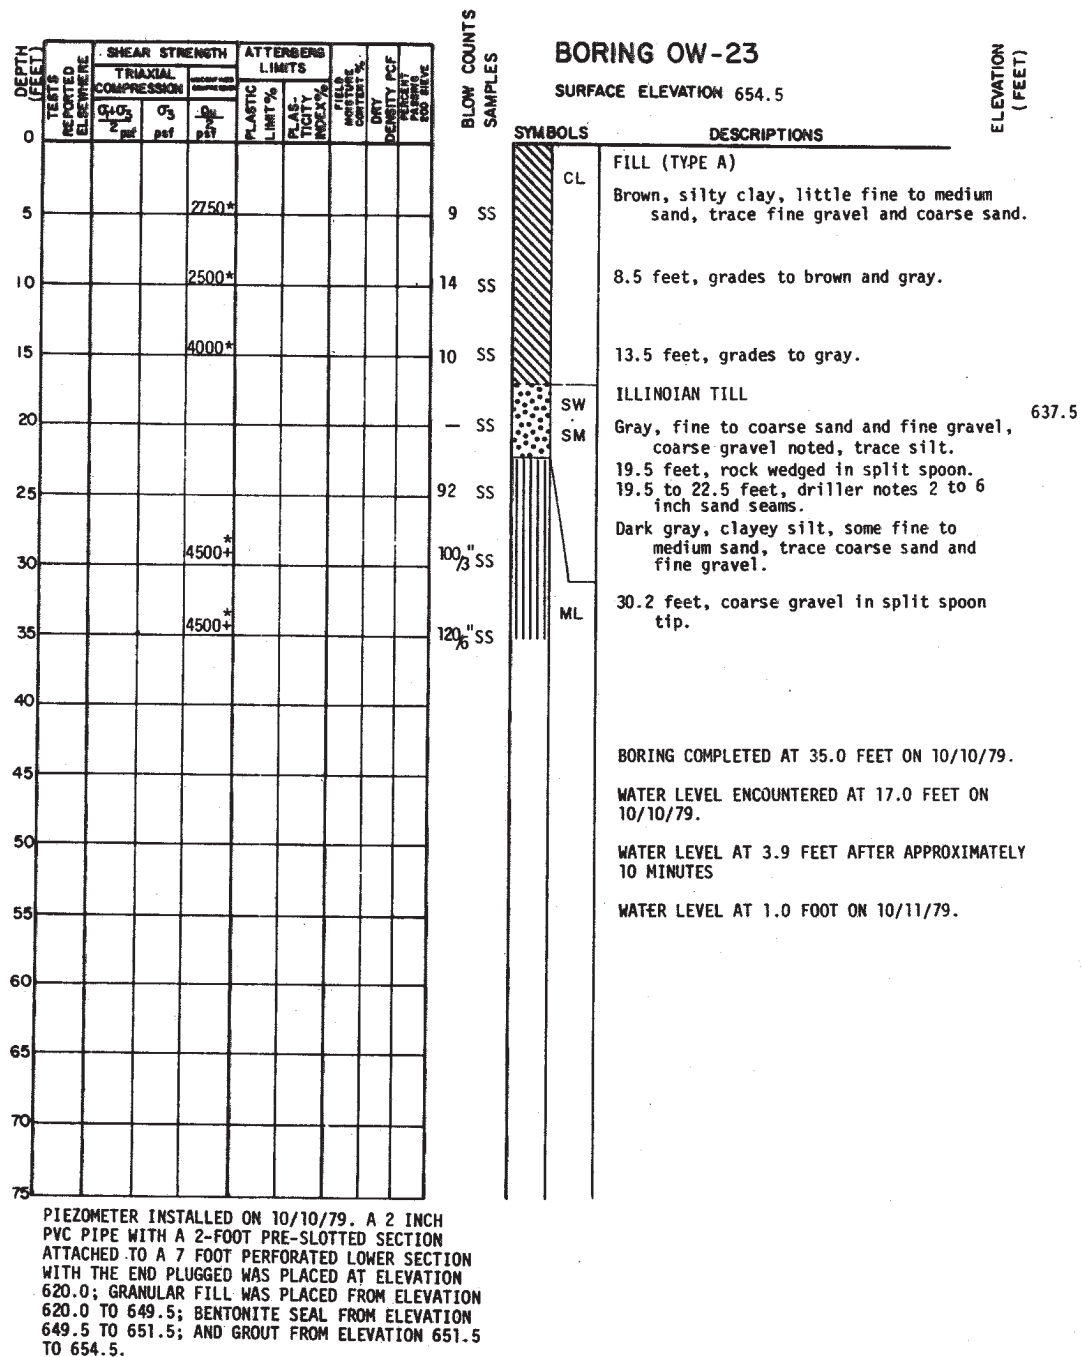 BORING OW-23
SURFACE ELEVATION 654.5
DEPTH (FEET)
TESTS REPORTED ELSEWHERE
SHEAR STRENGTH
TRIAXIAL COMPRESSION
σ3
psf
psf
psf
ATTERBERG LIMITS
PLASTIC LIMIT %
PLAS-TICITY INDEX %
FIELD MOISTURE CONTENT %
DRY DENSITY PCF
PERCENT PASSING 200 SIEVE
BLOW COUNTS
SAMPLES
SYMBOLS
DESCRIPTIONS
ELEVATION (FEET)
0
CL
FILL (TYPE A)
Brown, silty clay, little fine to medium
sand, trace fine gravel and coarse sand.
5 2750* 9 SS
10 2500* 14 SS
8.5 feet, grades to brown and gray.
15 4000* 10 SS
13.5 feet, grades to gray.
ILLINOIAN TILL
637.5
SW
SM
20 — SS
Gray, fine to coarse sand and fine gravel,
coarse gravel noted, trace silt.
19.5 feet, rock wedged in split spoon.
19.5 to 22.5 feet, driller notes 2 to 6
inch sand seams.
25 92 SS
Dark gray, clayey silt, some fine to
medium sand, trace coarse sand and
fine gravel.
30 4500+* 100/3" SS
ML
30.2 feet, coarse gravel in split spoon
tip.
35 4500+* 120/6" SS
40
45
50
55
60
65
70
75
BORING COMPLETED AT 35.0 FEET ON 10/10/79.
WATER LEVEL ENCOUNTERED AT 17.0 FEET ON
10/10/79.
WATER LEVEL AT 3.9 FEET AFTER APPROXIMATELY
10 MINUTES
WATER LEVEL AT 1.0 FOOT ON 10/11/79.
PIEZOMETER INSTALLED ON 10/10/79. A 2 INCH
PVC PIPE WITH A 2-FOOT PRE-SLOTTED SECTION
ATTACHED TO A 7 FOOT PERFORATED LOWER SECTION
WITH THE END PLUGGED WAS PLACED AT ELEVATION
620.0; GRANULAR FILL WAS PLACED FROM ELEVATION
620.0 TO 649.5; BENTONITE SEAL FROM ELEVATION
649.5 TO 651.5; AND GROUT FROM ELEVATION 651.5
TO 654.5.